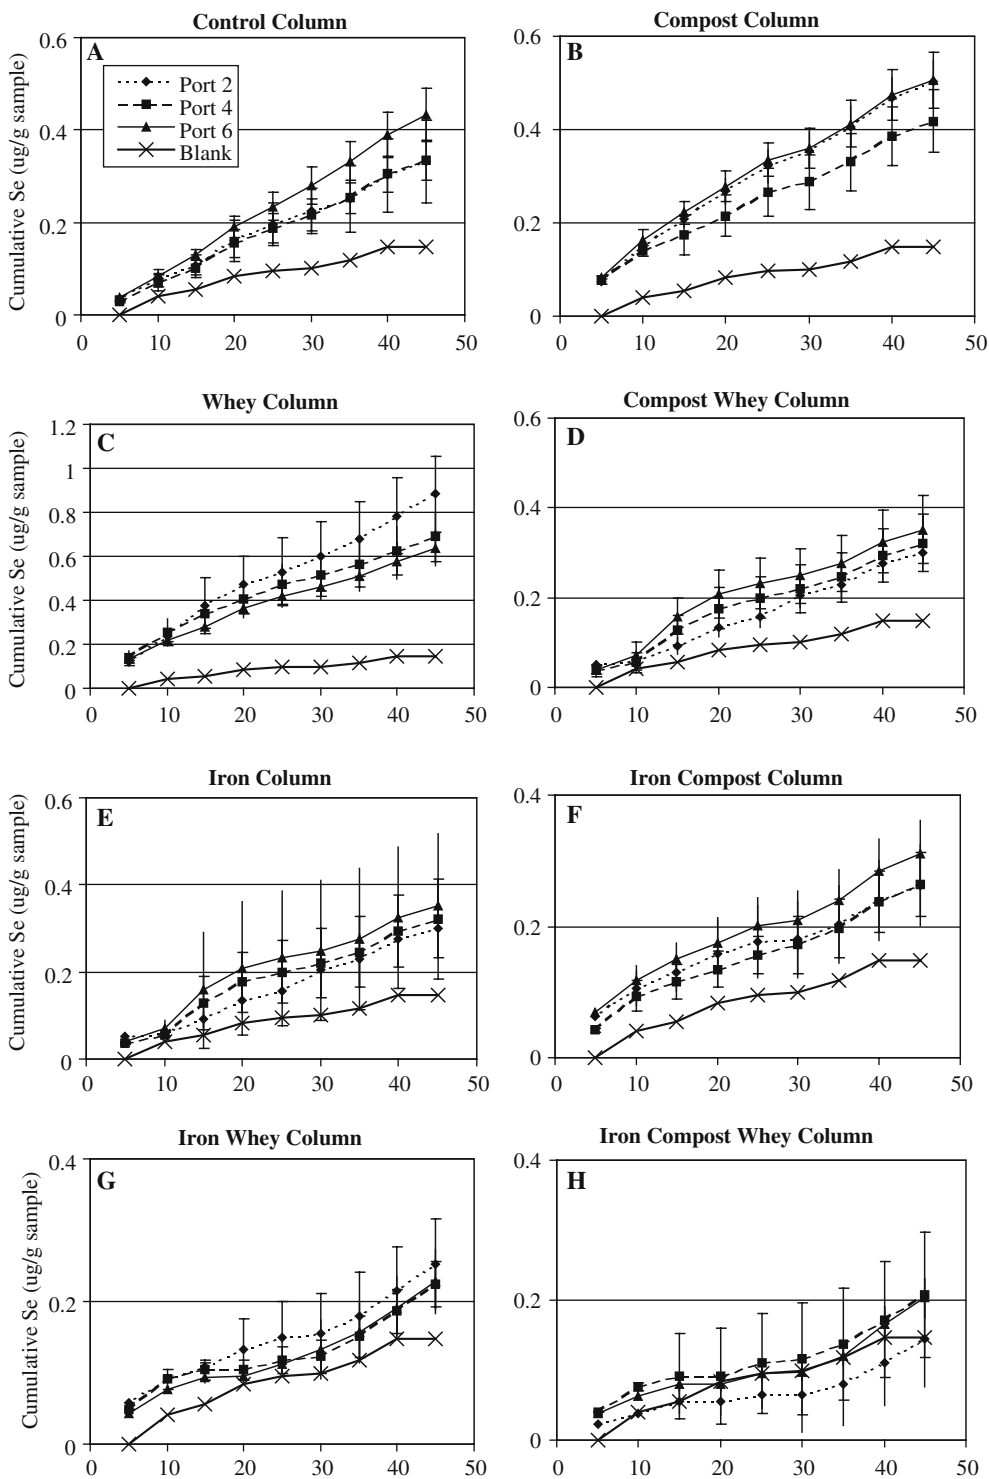 Control Column
A
Port 2
Port 4
Port 6
Blank
Cumulative Se (ug/g sample)
0.6
0.4
0.2
0
0 10 20 30 40 50
Compost Column
B
0.6
0.4
0.2
0
0 10 20 30 40 50
Whey Column
C
Cumulative Se (ug/g sample)
1.2
1
0.8
0.6
0.4
0.2
0
0 10 20 30 40 50
Compost Whey Column
D
0.6
0.4
0.2
0
0 10 20 30 40 50
Iron Column
E
Cumulative Se (ug/g sample)
0.6
0.4
0.2
0
0 10 20 30 40 50
Iron Compost Column
F
0.4
0.2
0
0 10 20 30 40 50
Iron Whey Column
G
Cumulative Se (ug/g sample)
0.4
0.2
0
0 10 20 30 40 50
Iron Compost Whey Column
H
0.4
0.2
0
0 10 20 30 40 50